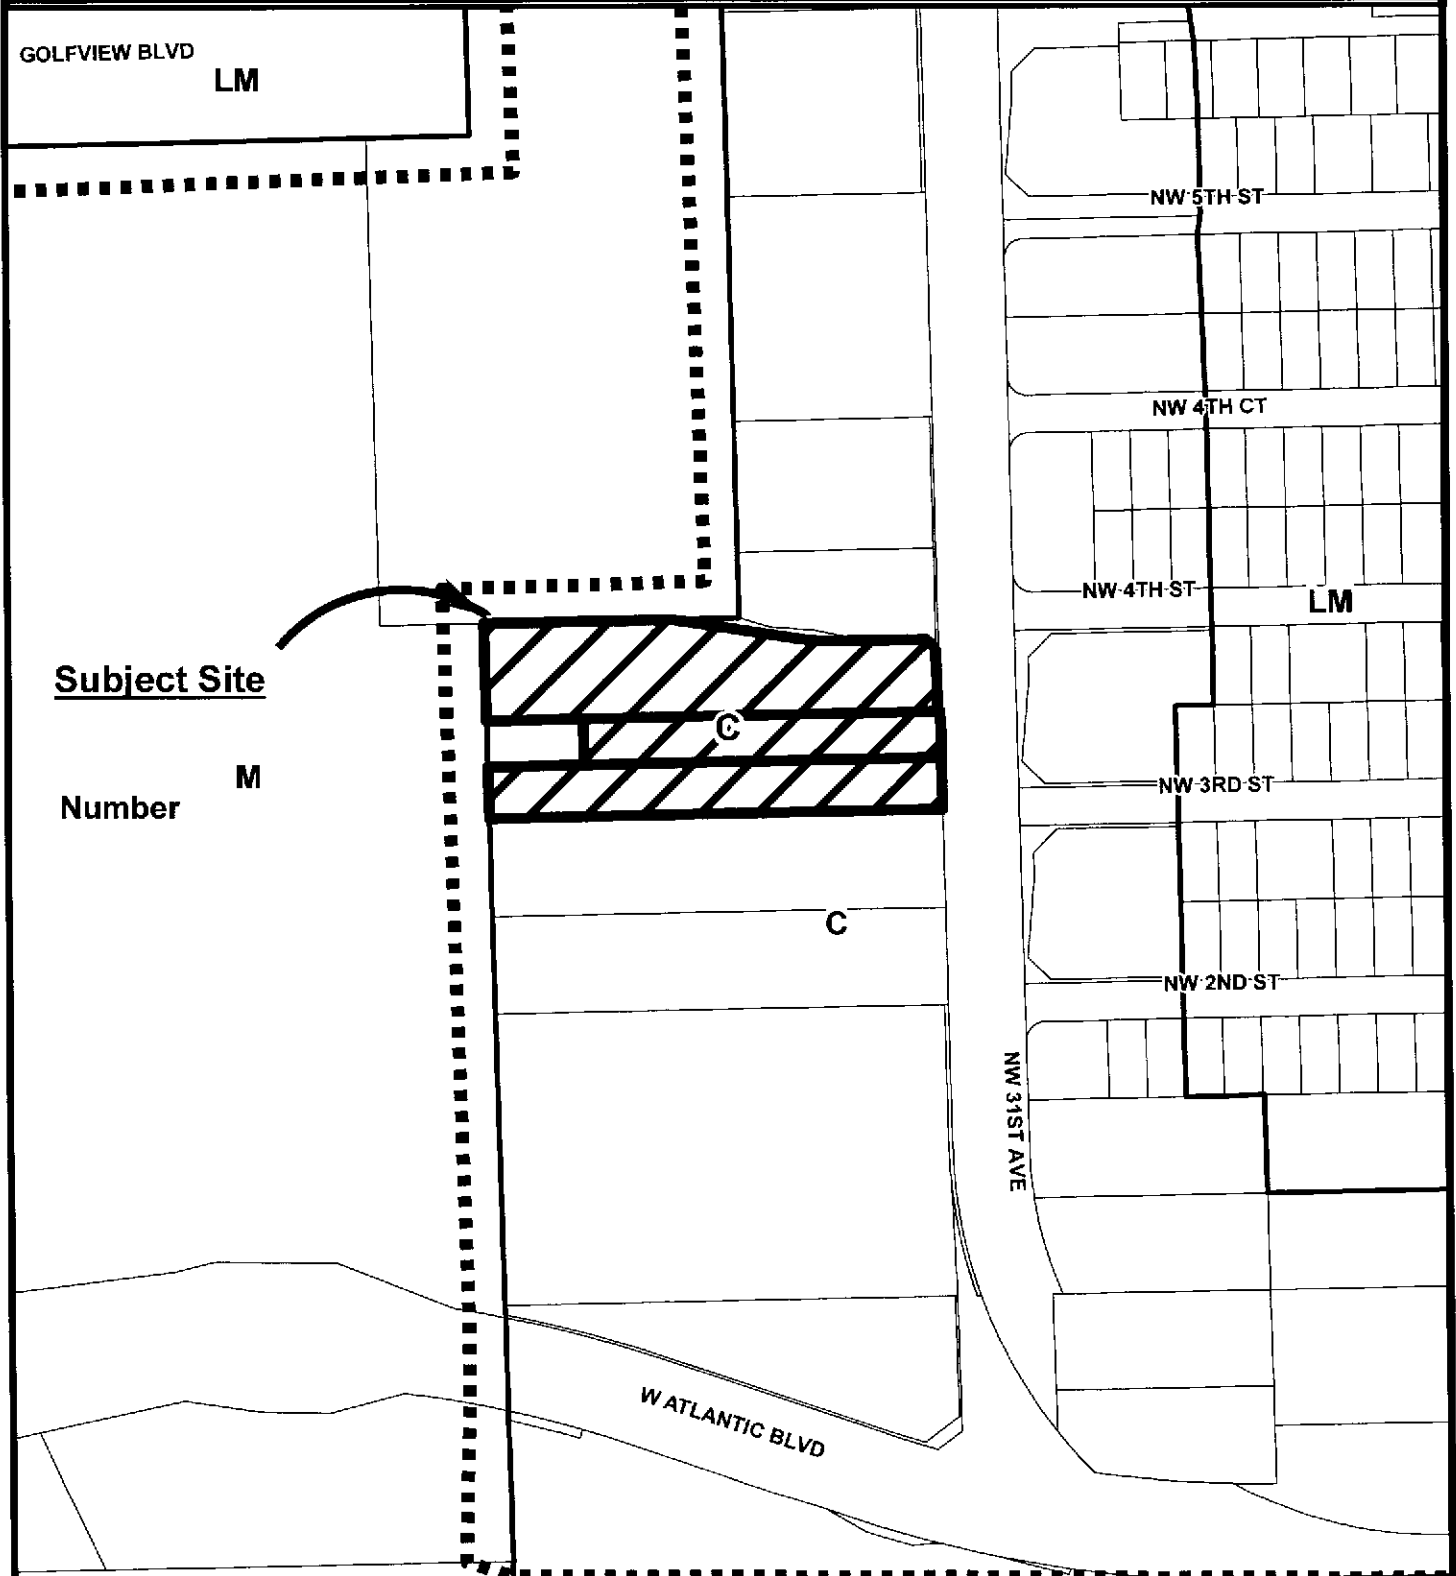 GOLFVIEW BLVD
LM
NW 5TH ST
NW 4TH CT
NW 4TH ST
LM
Subject Site
C
M
Number
NW 3RD ST
C
NW 2ND ST
NW 31ST AVE
W ATLANTIC BLVD